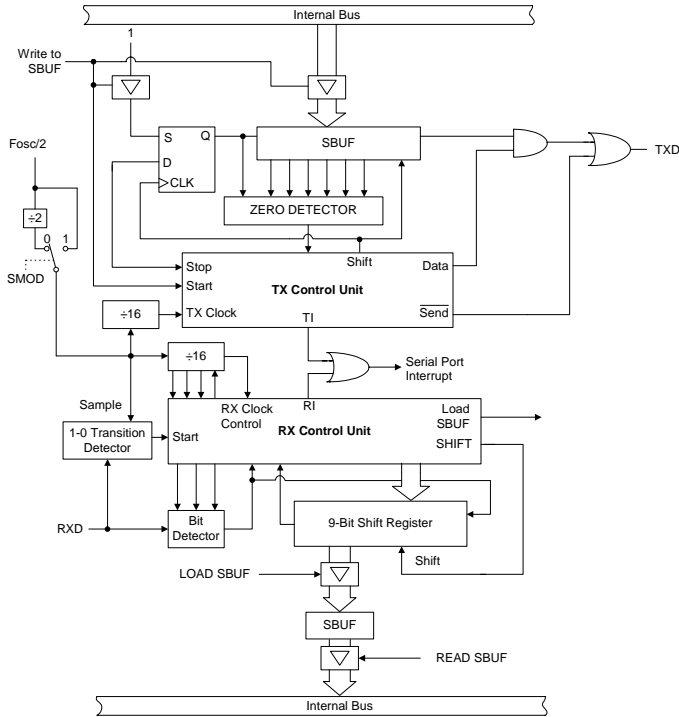 Internal Bus
1
Write to
SBUF
S
Q
D
CLK
SBUF
TXD
Fosc/2
÷2
0
1
SMOD
ZERO DETECTOR
Shift
Stop
Start
TX Clock
TX Control Unit
TI
Data
Send
÷16
÷16
Serial Port
Interrupt
Sample
1-0 Transition
Detector
Start
RX Clock
Control
RI
RX Control Unit
Load
SBUF
SHIFT
RXD
Bit
Detector
9-Bit Shift Register
Shift
LOAD SBUF
SBUF
READ SBUF
Internal Bus